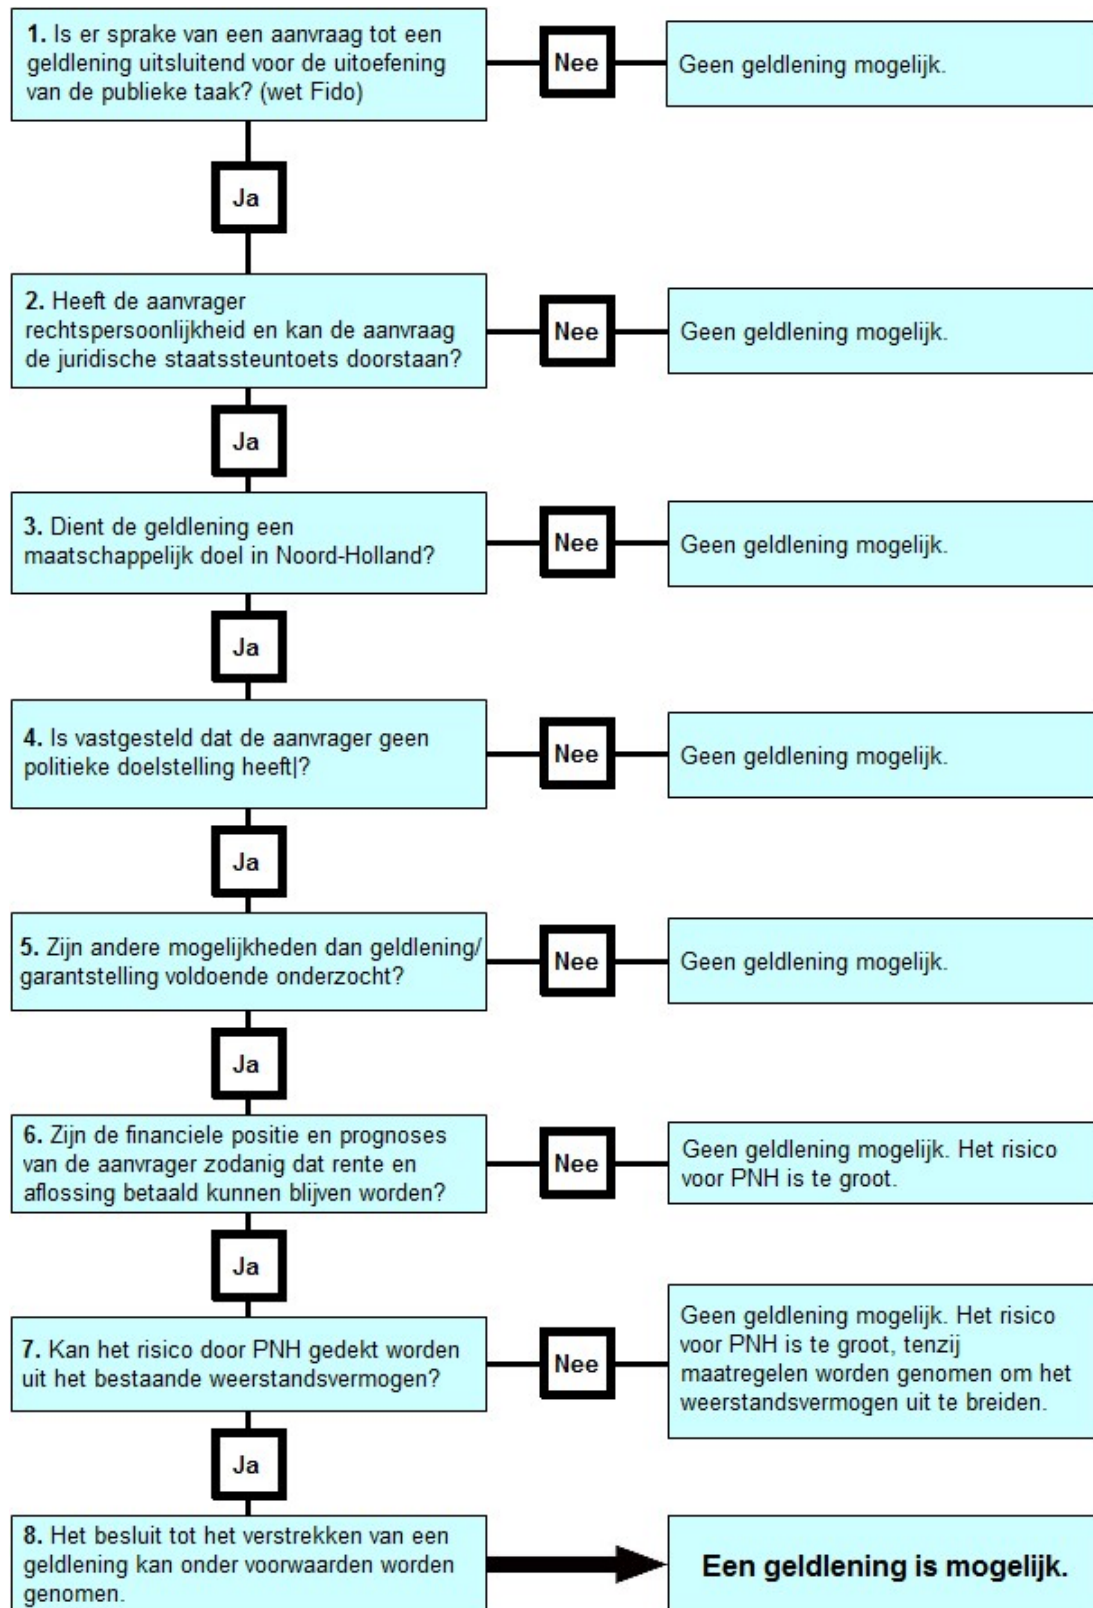 1. Is er sprake van een aanvraag tot een
geldlening uitsluitend voor de uitoefening
van de publieke taak? (wet Fido)
Nee
Geen geldlening mogelijk.
Ja
2. Heeft de aanvrager
rechtspersoonlijkheid en kan de aanvraag
de juridische staatssteuntoets doorstaan?
Nee
Geen geldlening mogelijk.
Ja
3. Dient de geldlening een
maatschappelijk doel in Noord-Holland?
Nee
Geen geldlening mogelijk.
Ja
4. Is vastgesteld dat de aanvrager geen
politieke doelstelling heeft|?
Nee
Geen geldlening mogelijk.
Ja
5. Zijn andere mogelijkheden dan geldlening/
garantstelling voldoende onderzocht?
Nee
Geen geldlening mogelijk.
Ja
6. Zijn de financiele positie en prognoses
van de aanvrager zodanig dat rente en
aflossing betaald kunnen blijven worden?
Nee
Geen geldlening mogelijk. Het risico
voor PNH is te groot.
Ja
7. Kan het risico door PNH gedekt worden
uit het bestaande weerstandsvermogen?
Nee
Geen geldlening mogelijk. Het risico
voor PNH is te groot, tenzij
maatregelen worden genomen om het
weerstandsvermogen uit te breiden.
Ja
8. Het besluit tot het verstrekken van een
geldlening kan onder voorwaarden worden
genomen.
Een geldlening is mogelijk.